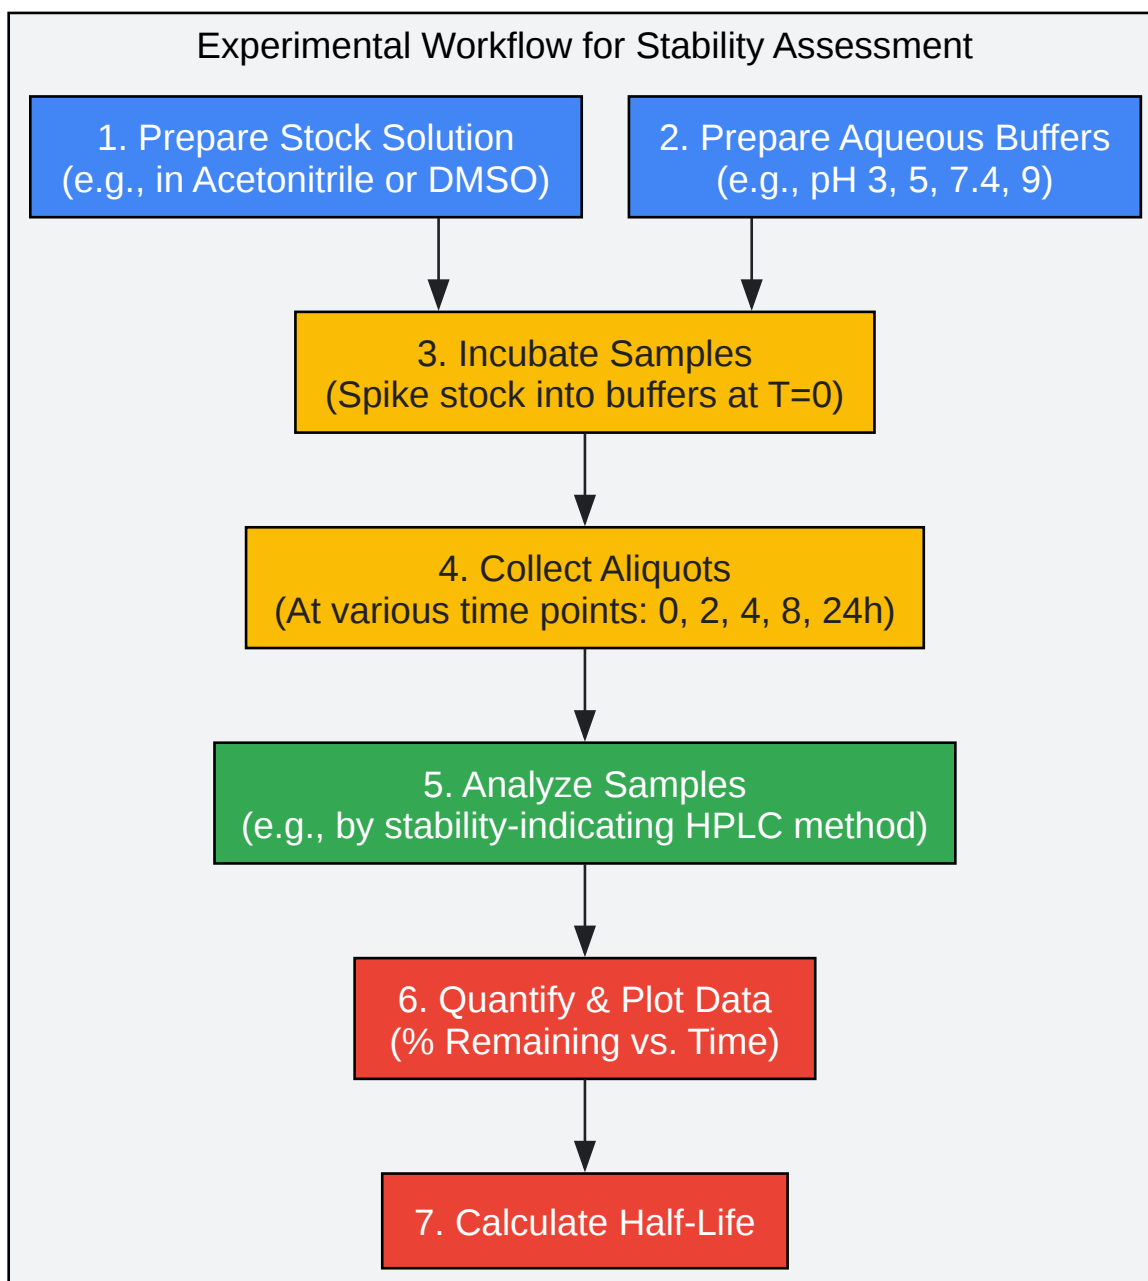 Experimental Workflow for Stability Assessment
1. Prepare Stock Solution
(e.g., in Acetonitrile or DMSO)
2. Prepare Aqueous Buffers
(e.g., pH 3, 5, 7.4, 9)
3. Incubate Samples
(Spike stock into buffers at T=0)
4. Collect Aliquots
(At various time points: 0, 2, 4, 8, 24h)
5. Analyze Samples
(e.g., by stability-indicating HPLC method)
6. Quantify & Plot Data
(% Remaining vs. Time)
7. Calculate Half-Life